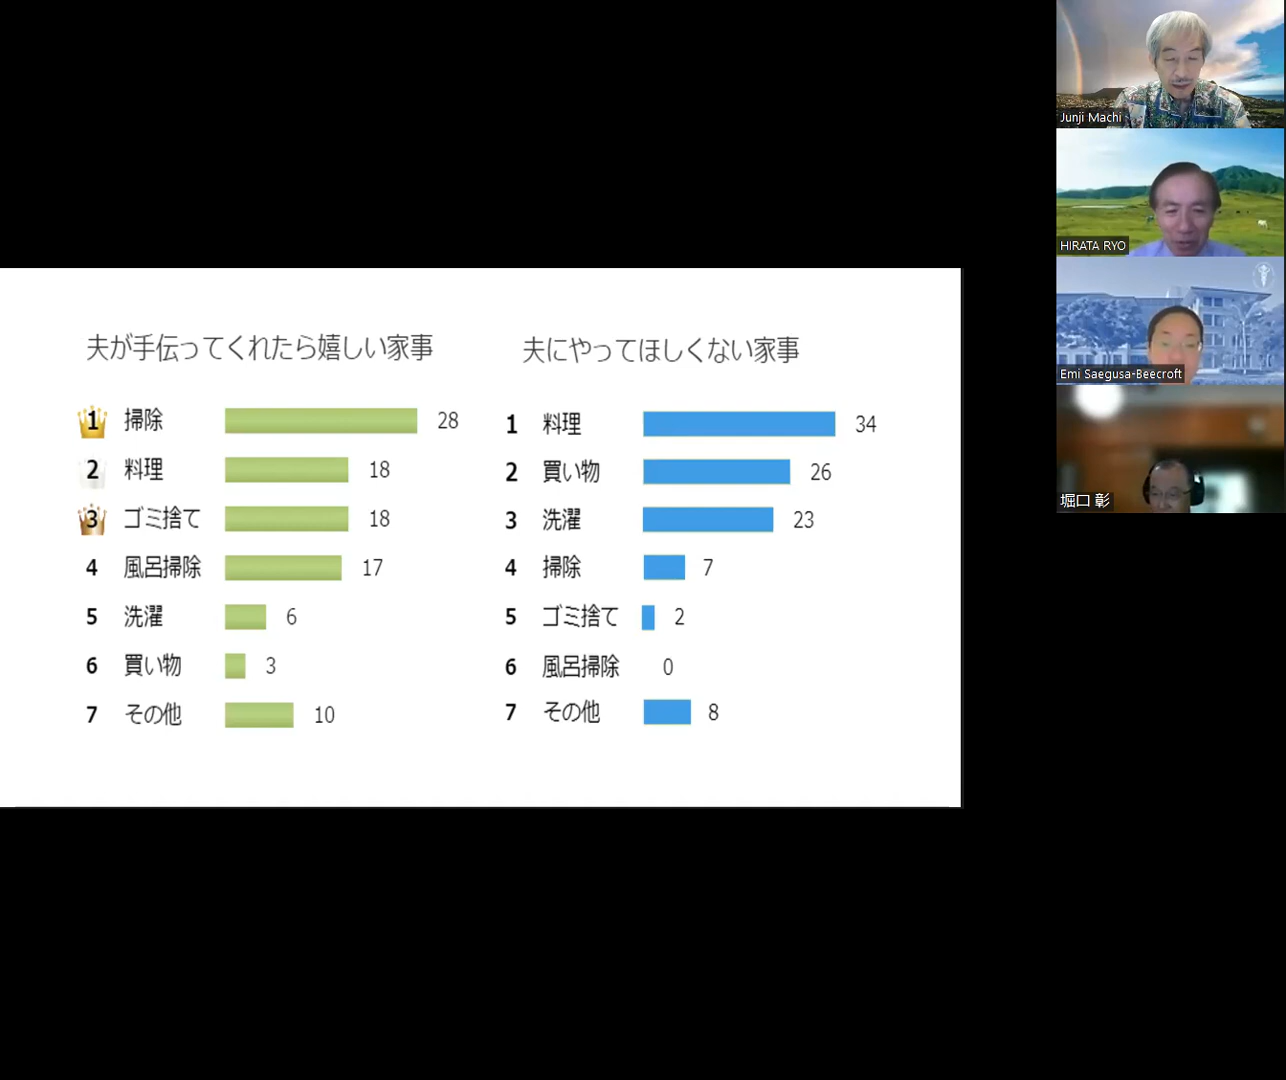 夫が手伝ってくれたら嬉しい家事
1 掃除 28
2 料理 18
3 ゴミ捨て 18
4 風呂掃除 17
5 洗濯 6
6 買い物 3
7 その他 10
夫にやってほしくない家事
1 料理 34
2 買い物 26
3 洗濯 23
4 掃除 7
5 ゴミ捨て 2
6 風呂掃除 0
7 その他 8
Junji Machi
HIRATA RYO
Emi Saegusa-Beecroft
堀口 彰